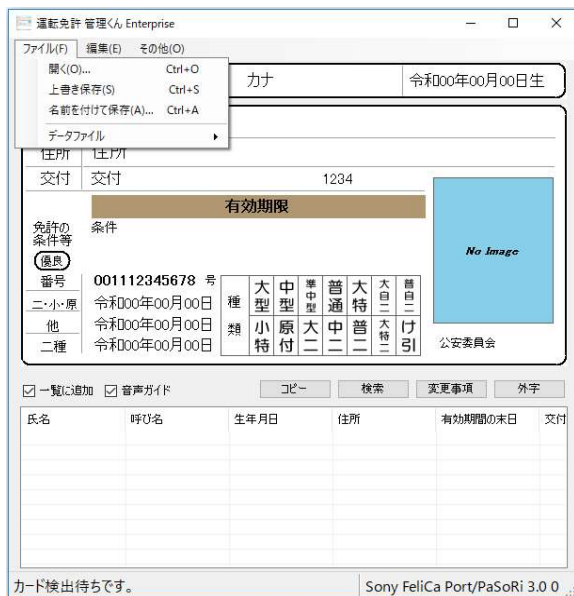 運転免許 管理くん Enterprise
ファイル(F) 編集(E) その他(O)
開く(O)... Ctrl+O
上書き保存(S) Ctrl+S
名前を付けて保存(A)... Ctrl+A
データファイル
カナ 令和00年00月00日生
住所 住所
交付 交付 1234
有効期限
免許の
条件等
条件
優良
No Image
番号 001112345678 号
二・小・原 令和00年00月00日
他 令和00年00月00日
二種 令和00年00月00日
種類
大型 中型 準中型 普通 大特 大自二 普自二
小特 原付 大二 中二 普二 大特二 け引
公安委員会
一覧に追加 音声ガイド コピー 検索 変更事項 外字
氏名 呼び名 生年月日 住所 有効期間の末日 交付
カード検出待ちです。 Sony FeliCa Port/PaSoRi 3.0 0